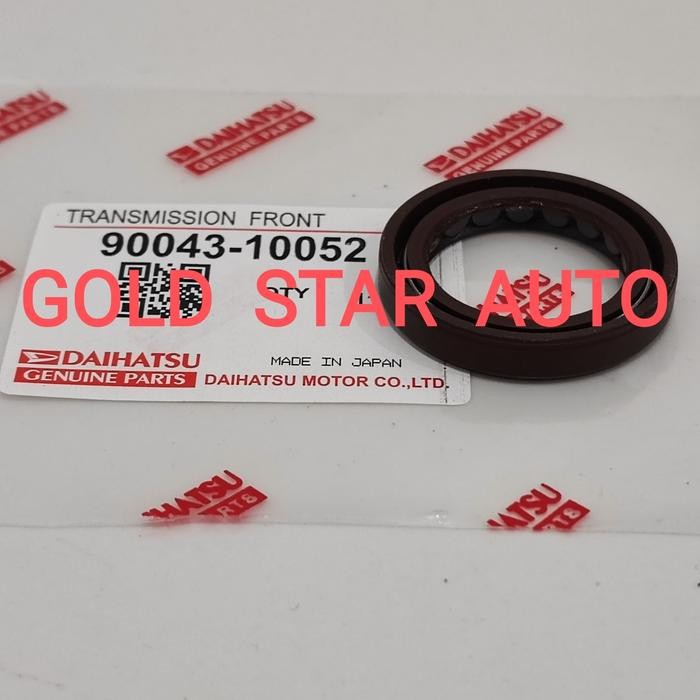 DAIHATSU
GENUINE PARTS
DAIHATSU
GENUINE PARTS
TRANSMISSION FRONT
90043-10052
QTY
GOLD STAR AUTO
DAIHATSU
GENUINE PARTS
MADE IN JAPAN
DAIHATSU MOTOR CO.,LTD.